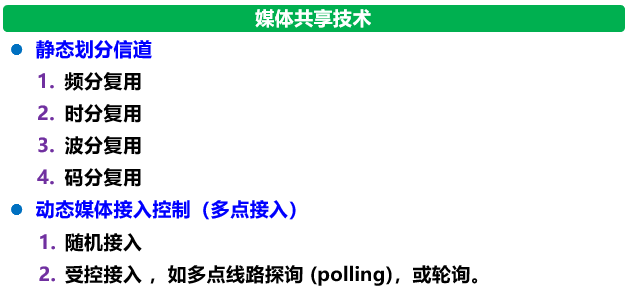 媒体共享技术
静态划分信道
1. 频分复用
2. 时分复用
3. 波分复用
4. 码分复用
动态媒体接入控制（多点接入）
1. 随机接入
2. 受控接入 ，如多点线路探询 (polling)，或轮询。